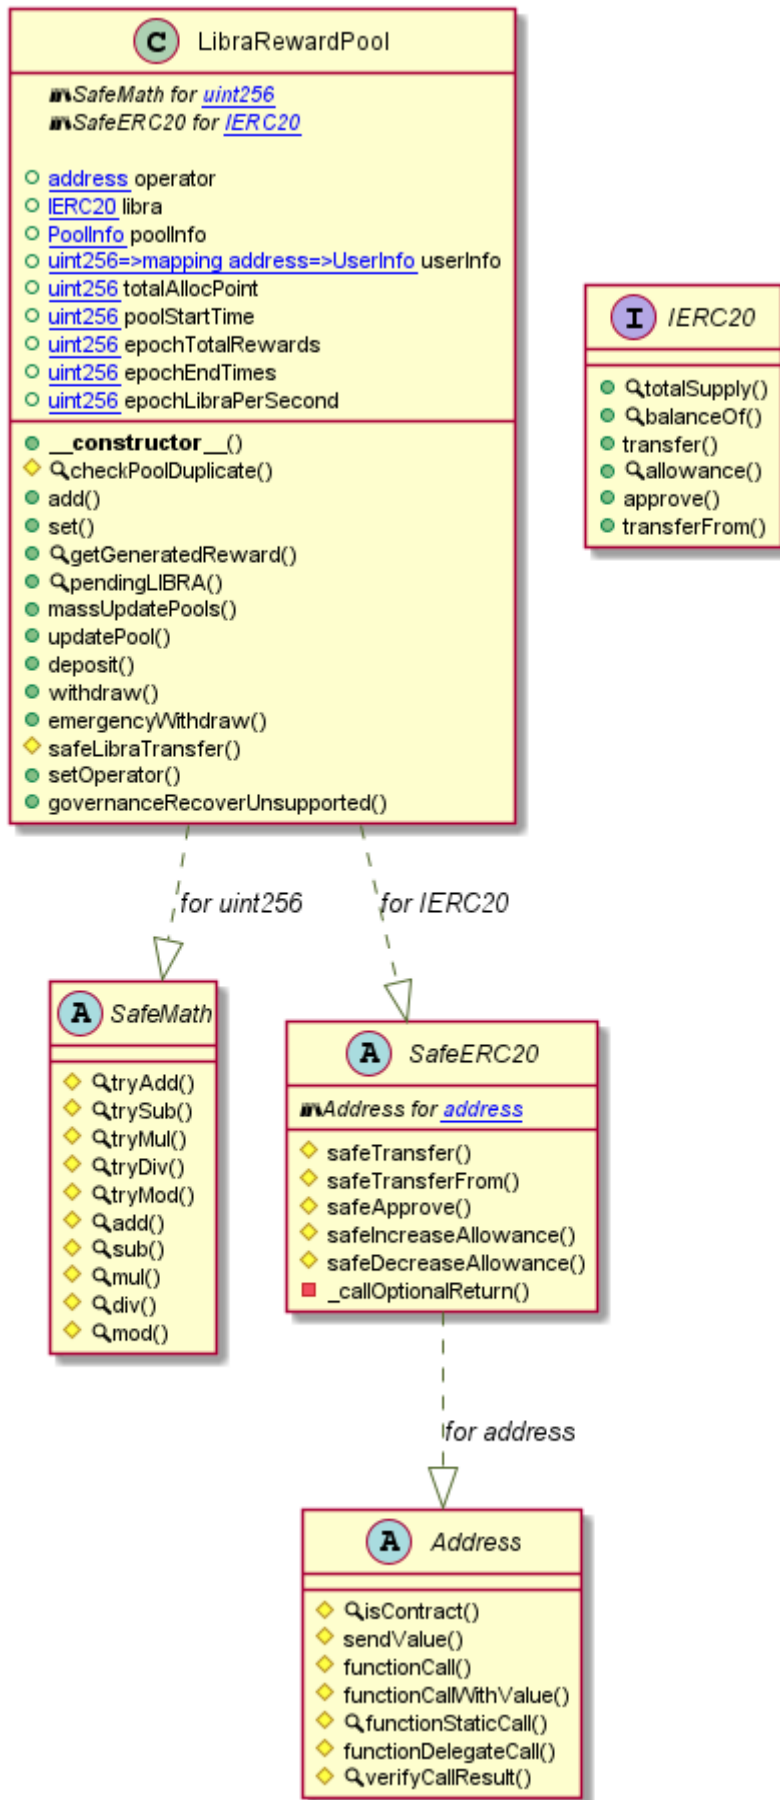 C LibraRewardPool
SafeMath for uint256
SafeERC20 for IERC20
address operator
IERC20 libra
PoolInfo poolInfo
uint256=>mapping address=>UserInfo userInfo
uint256 totalAllocPoint
uint256 poolStartTime
uint256 epochTotalRewards
uint256 epochEndTimes
uint256 epochLibraPerSecond
__constructor__()
checkPoolDuplicate()
add()
set()
getGeneratedReward()
pendingLIBRA()
massUpdatePools()
updatePool()
deposit()
withdraw()
emergencyWithdraw()
safeLibraTransfer()
setOperator()
governanceRecoverUnsupported()
I IERC20
totalSupply()
balanceOf()
transfer()
allowance()
approve()
transferFrom()
for uint256
for IERC20
A SafeMath
tryAdd()
trySub()
tryMul()
tryDiv()
tryMod()
add()
sub()
mul()
div()
mod()
A SafeERC20
Address for address
safeTransfer()
safeTransferFrom()
safeApprove()
safeIncreaseAllowance()
safeDecreaseAllowance()
_callOptionalReturn()
for address
A Address
isContract()
sendValue()
functionCall()
functionCallWithValue()
functionStaticCall()
functionDelegateCall()
verifyCallResult()